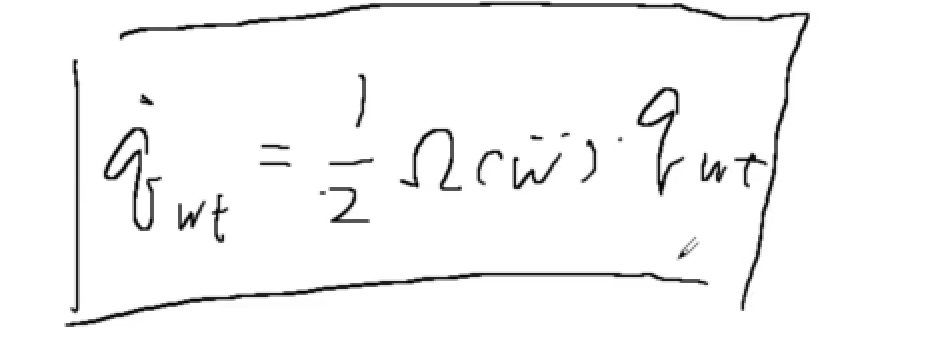 q̇_wt = 1/2 Ω(ẅ) · q_wt